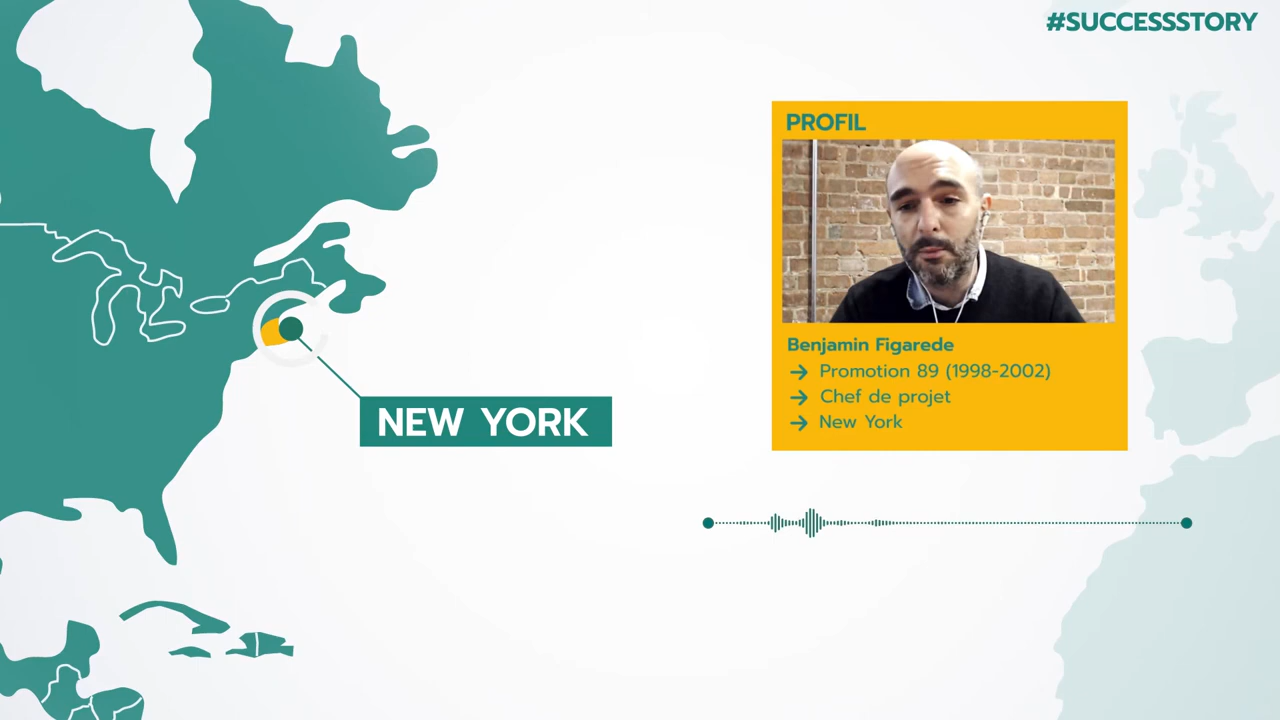 #SUCCESSSTORY
PROFIL
Benjamin Figarede
→ Promotion 89 (1998-2002)
→ Chef de projet
→ New York
NEW YORK